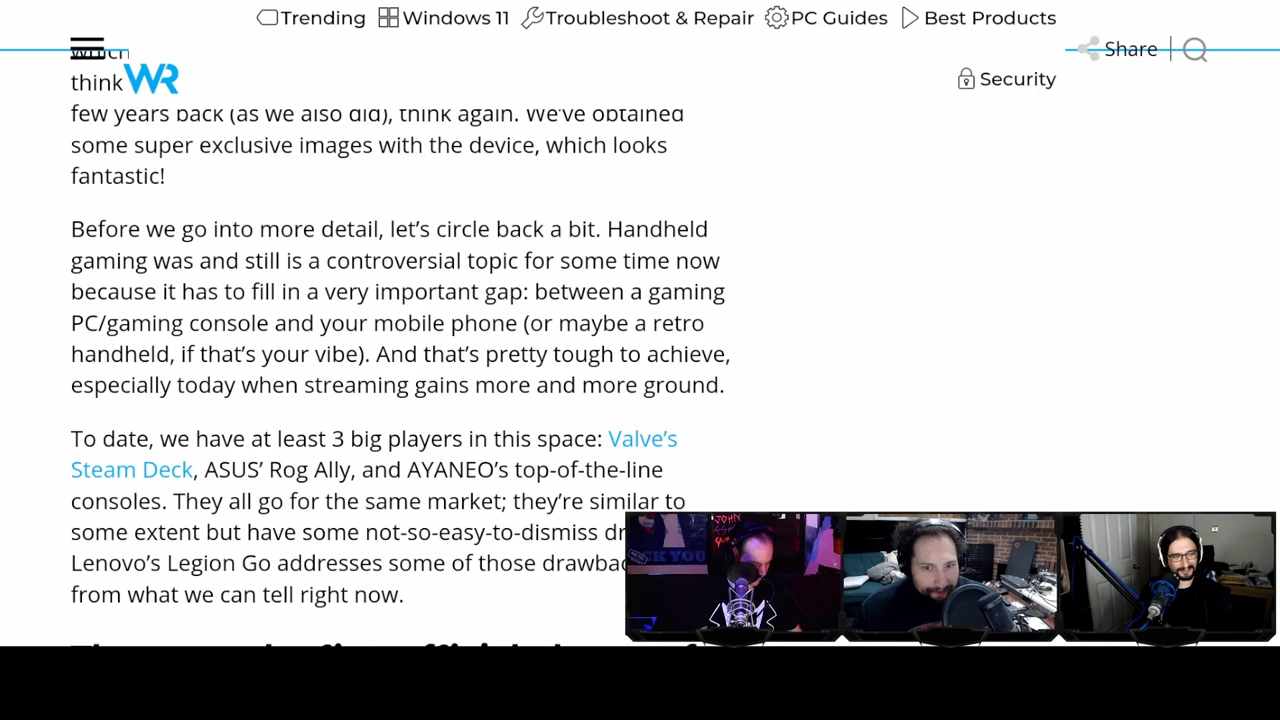 Trending Windows 11 Troubleshoot & Repair PC Guides Best Products
Share
think WR
Security
few years back (as we also did), think again. We've obtained
some super exclusive images with the device, which looks
fantastic!
Before we go into more detail, let's circle back a bit. Handheld
gaming was and still is a controversial topic for some time now
because it has to fill in a very important gap: between a gaming
PC/gaming console and your mobile phone (or maybe a retro
handheld, if that's your vibe). And that's pretty tough to achieve,
especially today when streaming gains more and more ground.
To date, we have at least 3 big players in this space: Valve's
Steam Deck, ASUS' Rog Ally, and AYANEO's top-of-the-line
consoles. They all go for the same market; they're similar to
some extent but have some not-so-easy-to-dismiss
Lenovo's Legion Go addresses some of those
from what we can tell right now.
JOHN